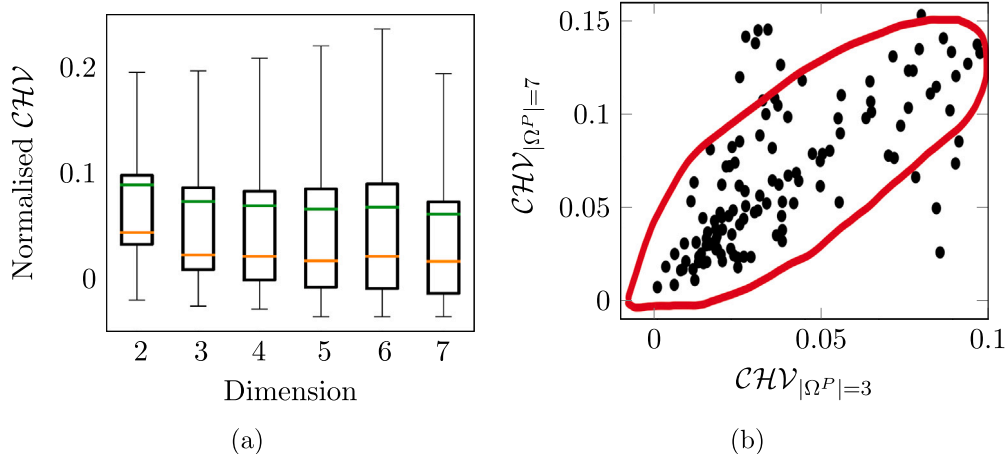 Normalised 𝒞ℋ𝒱
0.2
0.1
0
2 3 4 5 6 7
Dimension
(a)
𝒞ℋ𝒱|Ω^P|=7
0.15
0.1
0.05
0
0 0.05 0.1
𝒞ℋ𝒱|Ω^P|=3
(b)